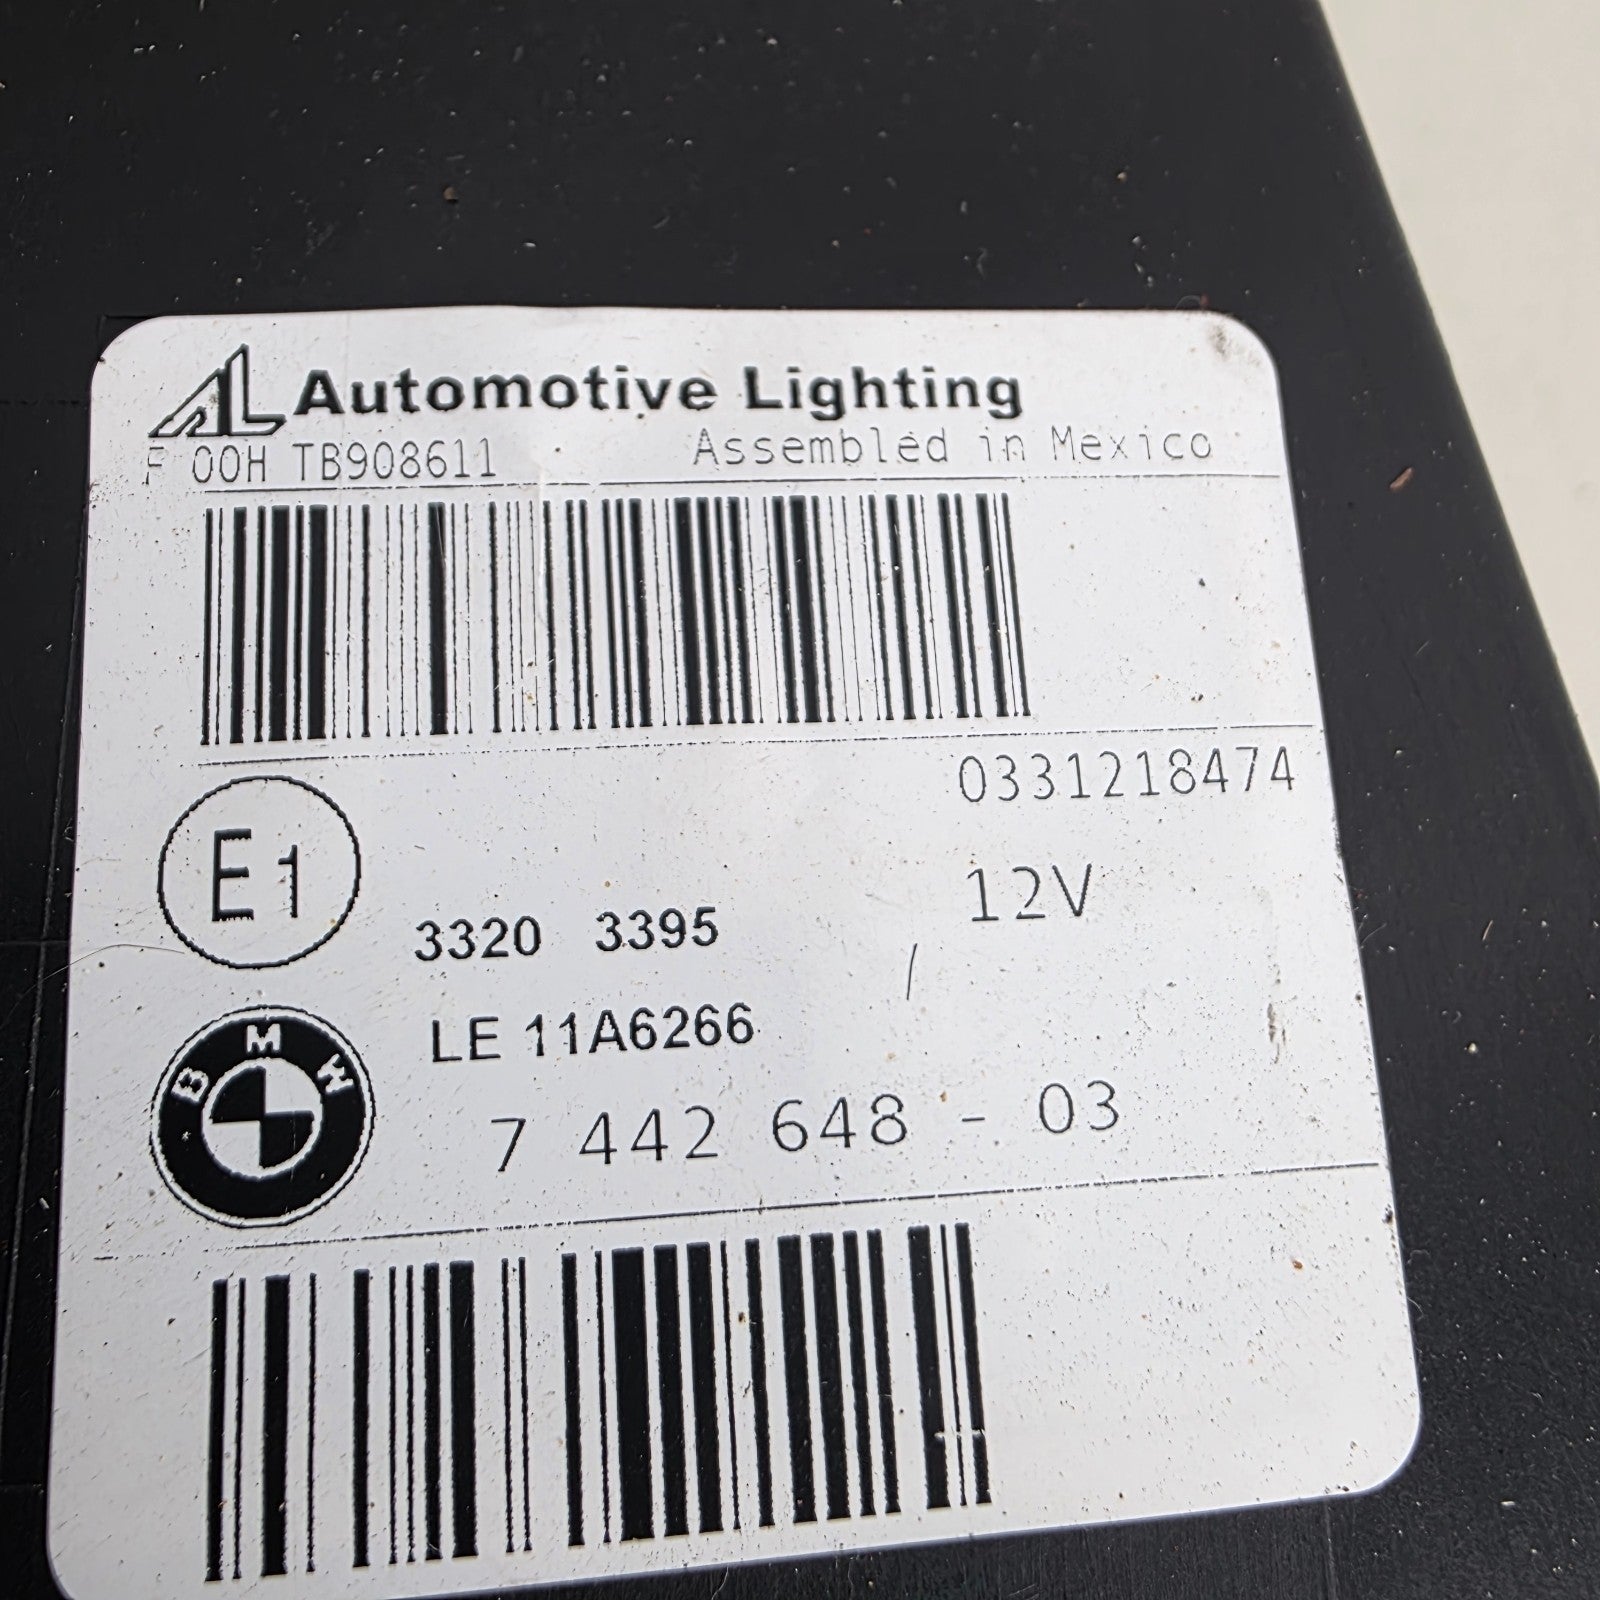 AL Automotive Lighting
F 00H TB908611 Assembled in Mexico
0331218474
E1 12V
3320 3395
LE 11A6266
BMW
7 442 648 - 03